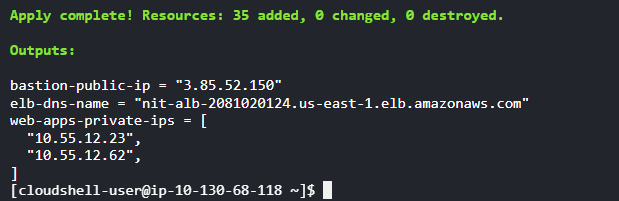 Apply complete! Resources: 35 added, 0 changed, 0 destroyed.
Outputs:
bastion-public-ip = "3.85.52.150"
elb-dns-name = "nit-alb-2081020124.us-east-1.elb.amazonaws.com"
web-apps-private-ips = [
  "10.55.12.23",
  "10.55.12.62",
]
[cloudshell-user@ip-10-130-68-118 ~]$